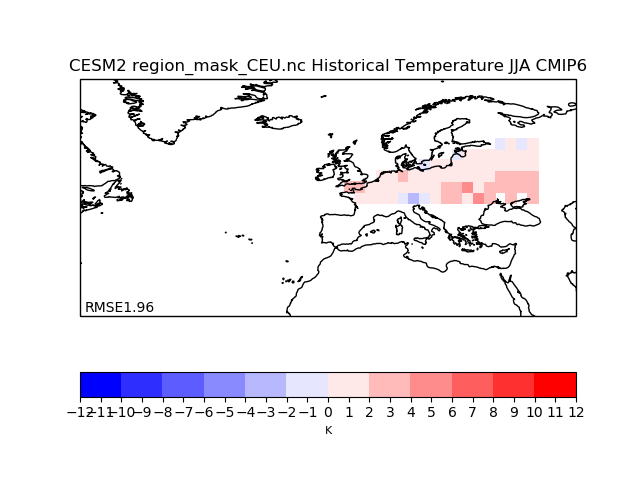 CESM2 region_mask_CEU.nc Historical Temperature JJA CMIP6
RMSE1.96
−12−11−10−9 −8 −7 −6 −5 −4 −3 −2 −1 0 1 2 3 4 5 6 7 8 9 10 11 12
K